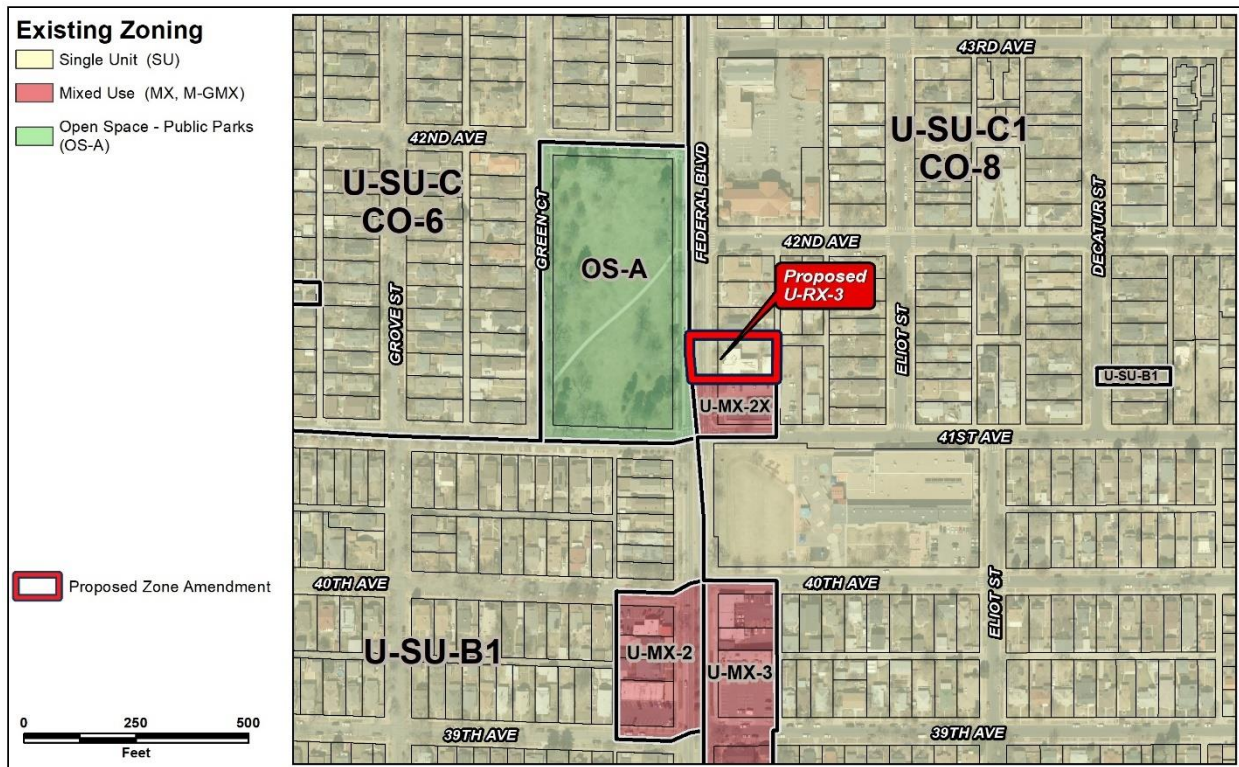 Existing Zoning
Single Unit (SU)
Mixed Use (MX, M-GMX)
Open Space - Public Parks
(OS-A)
Proposed Zone Amendment
0 250 500
Feet
43RD AVE
42ND AVE
U-SU-C
CO-6
U-SU-C1
CO-8
GREEN CT
FEDERAL BLVD
DECATUR ST
42ND AVE
OS-A
Proposed
U-RX-3
GROVE ST
ELIOT ST
U-SU-B1
U-MX-2X
41ST AVE
40TH AVE
40TH AVE
ELIOT ST
U-SU-B1
U-MX-2
U-MX-3
39TH AVE
39TH AVE